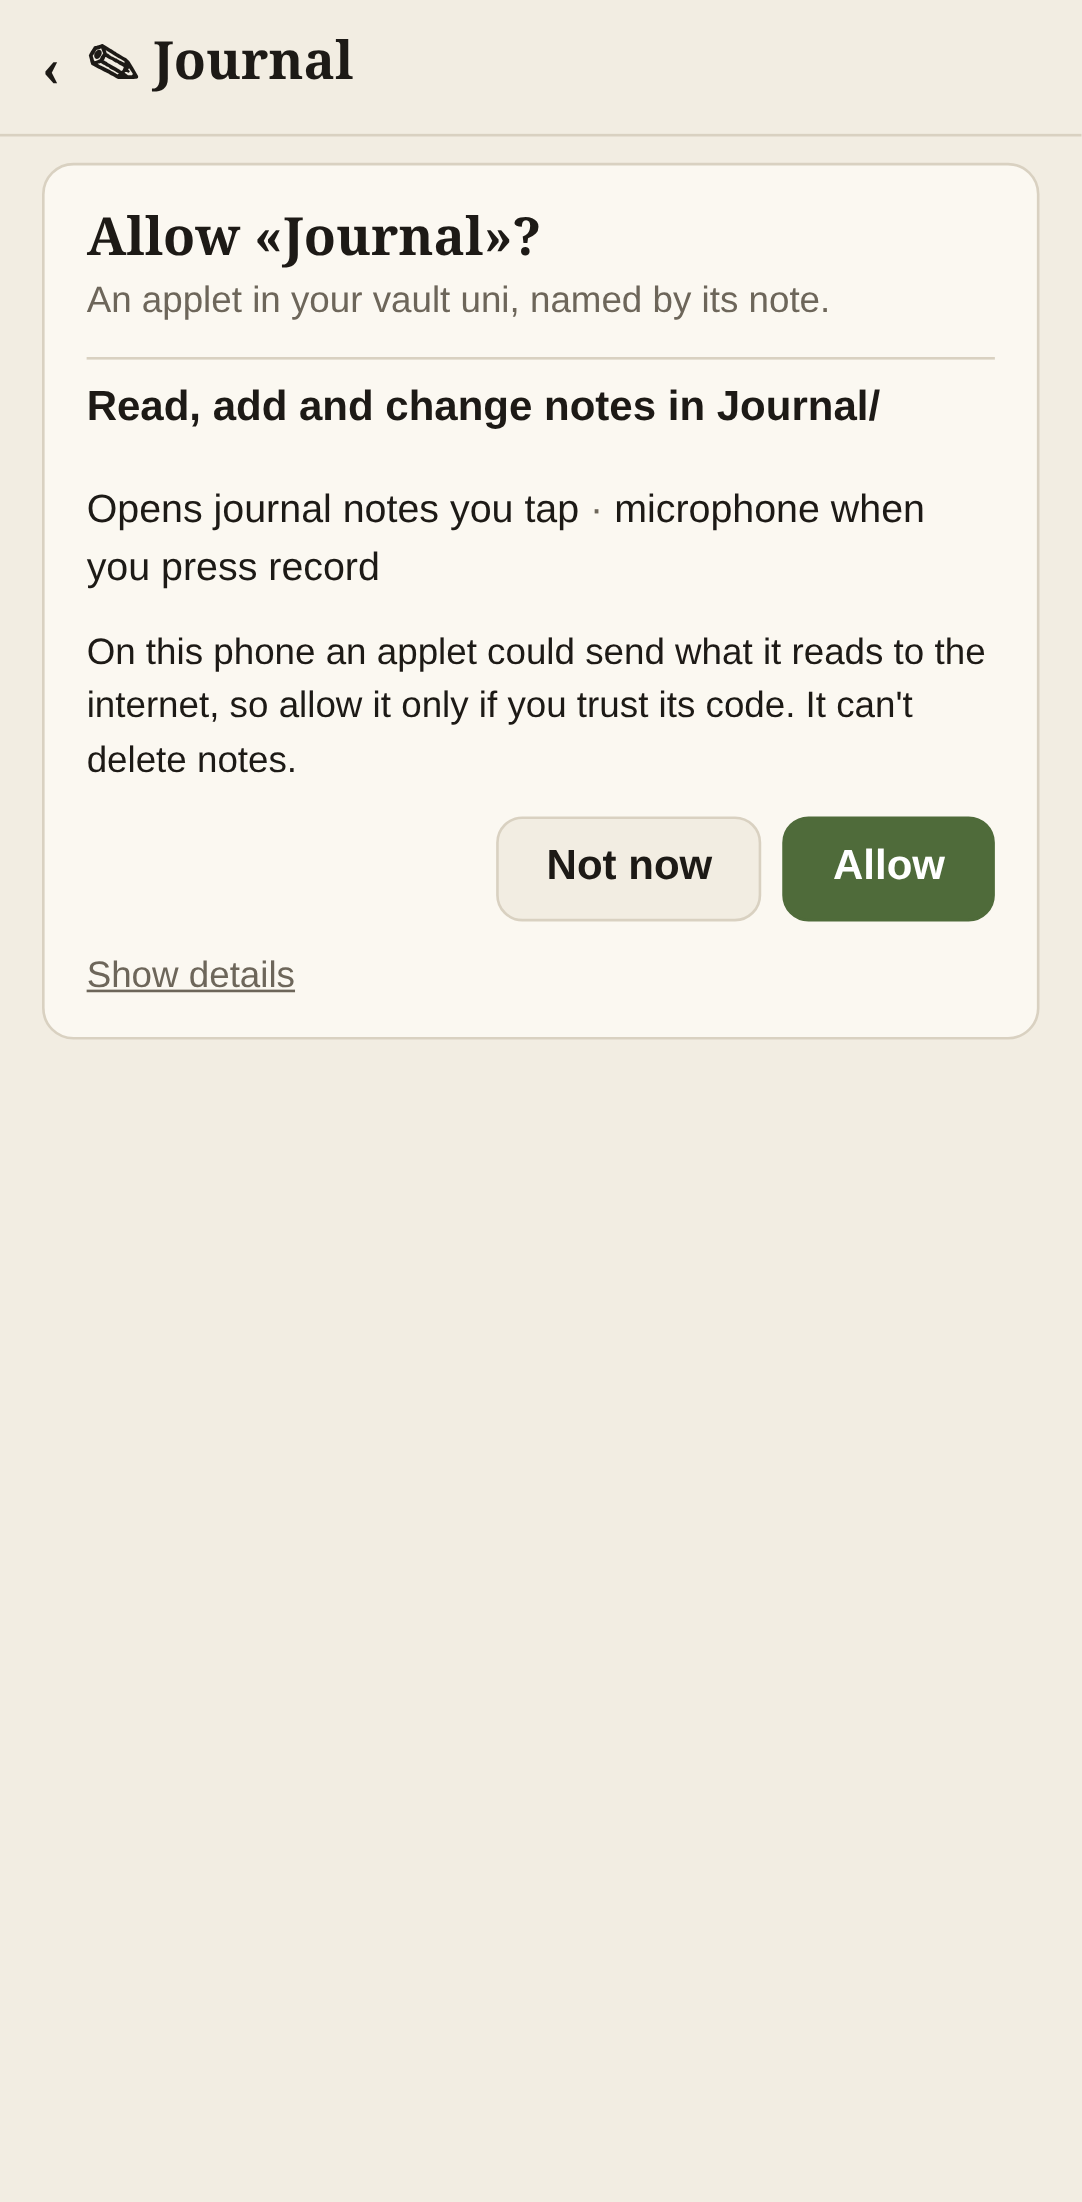 ‹ ✎ Journal
Allow «Journal»?
An applet in your vault uni, named by its note.
Read, add and change notes in Journal/
Opens journal notes you tap · microphone when
you press record
On this phone an applet could send what it reads to the
internet, so allow it only if you trust its code. It can't
delete notes.
Not now
Allow
Show details